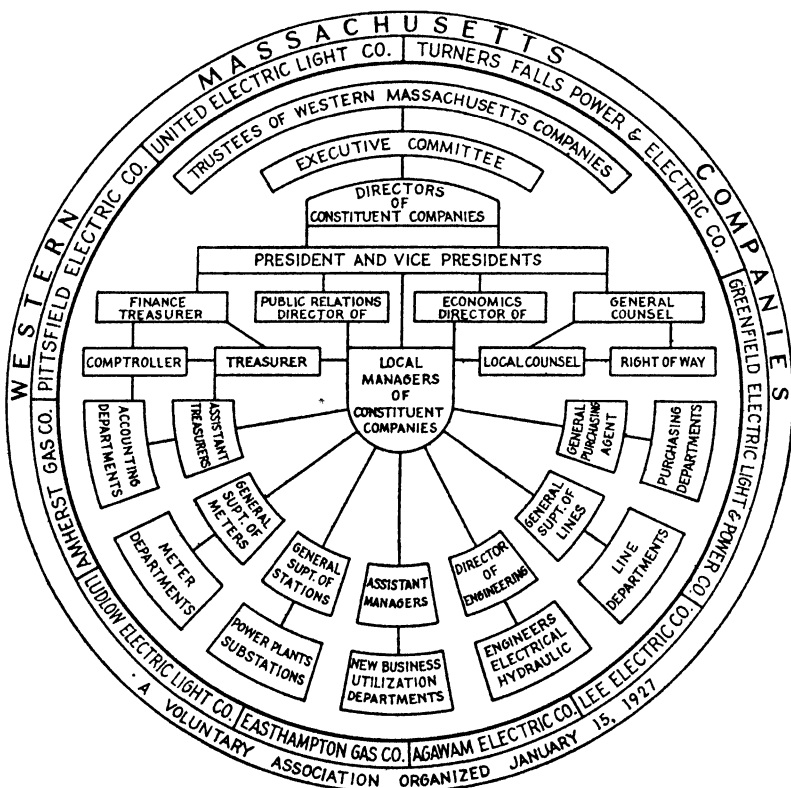 WESTERN MASSACHUSETTS COMPANIES
UNITED ELECTRIC LIGHT CO.
TURNERS FALLS POWER & ELECTRIC CO.
GREENFIELD ELECTRIC LIGHT & POWER CO.
LEE ELECTRIC CO.
AGAWAM ELECTRIC CO.
EASTHAMPTON GAS CO.
LUDLOW ELECTRIC LIGHT CO.
AMHERST GAS CO.
PITTSFIELD ELECTRIC CO.
TRUSTEES OF WESTERN MASSACHUSETTS COMPANIES
EXECUTIVE COMMITTEE
DIRECTORS
OF
CONSTITUENT COMPANIES
PRESIDENT AND VICE PRESIDENTS
FINANCE
TREASURER
PUBLIC RELATIONS
DIRECTOR OF
ECONOMICS
DIRECTOR OF
GENERAL
COUNSEL
COMPTROLLER
TREASURER
LOCAL
MANAGERS
OF
CONSTITUENT
COMPANIES
LOCAL COUNSEL
RIGHT OF WAY
ACCOUNTING
DEPARTMENTS
ASSISTANT
TREASURERS
GENERAL
PURCHASING
AGENT
PURCHASING
DEPARTMENTS
GENERAL
SUPT. OF
METERS
METER
DEPARTMENTS
GENERAL
SUPT. OF
STATIONS
POWER PLANTS
SUBSTATIONS
ASSISTANT
MANAGERS
NEW BUSINESS
UTILIZATION
DEPARTMENTS
DIRECTOR
OF
ENGINEERING
ENGINEERS
ELECTRICAL
HYDRAULIC
GENERAL
SUPT. OF
LINES
LINE
DEPARTMENTS
A VOLUNTARY ASSOCIATION ORGANIZED JANUARY 15, 1927